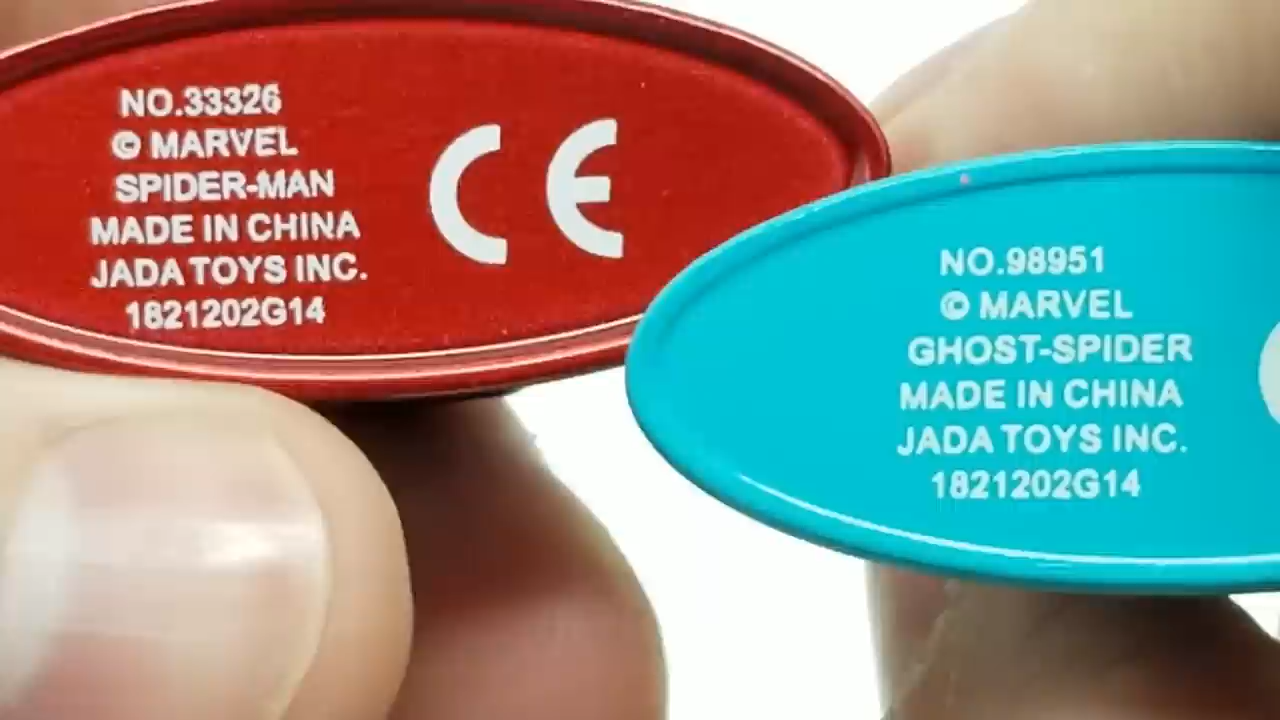 NO.33326
© MARVEL
SPIDER-MAN
MADE IN CHINA
JADA TOYS INC.
1821202G14
CE
NO.98951
© MARVEL
GHOST-SPIDER
MADE IN CHINA
JADA TOYS INC.
1821202G14